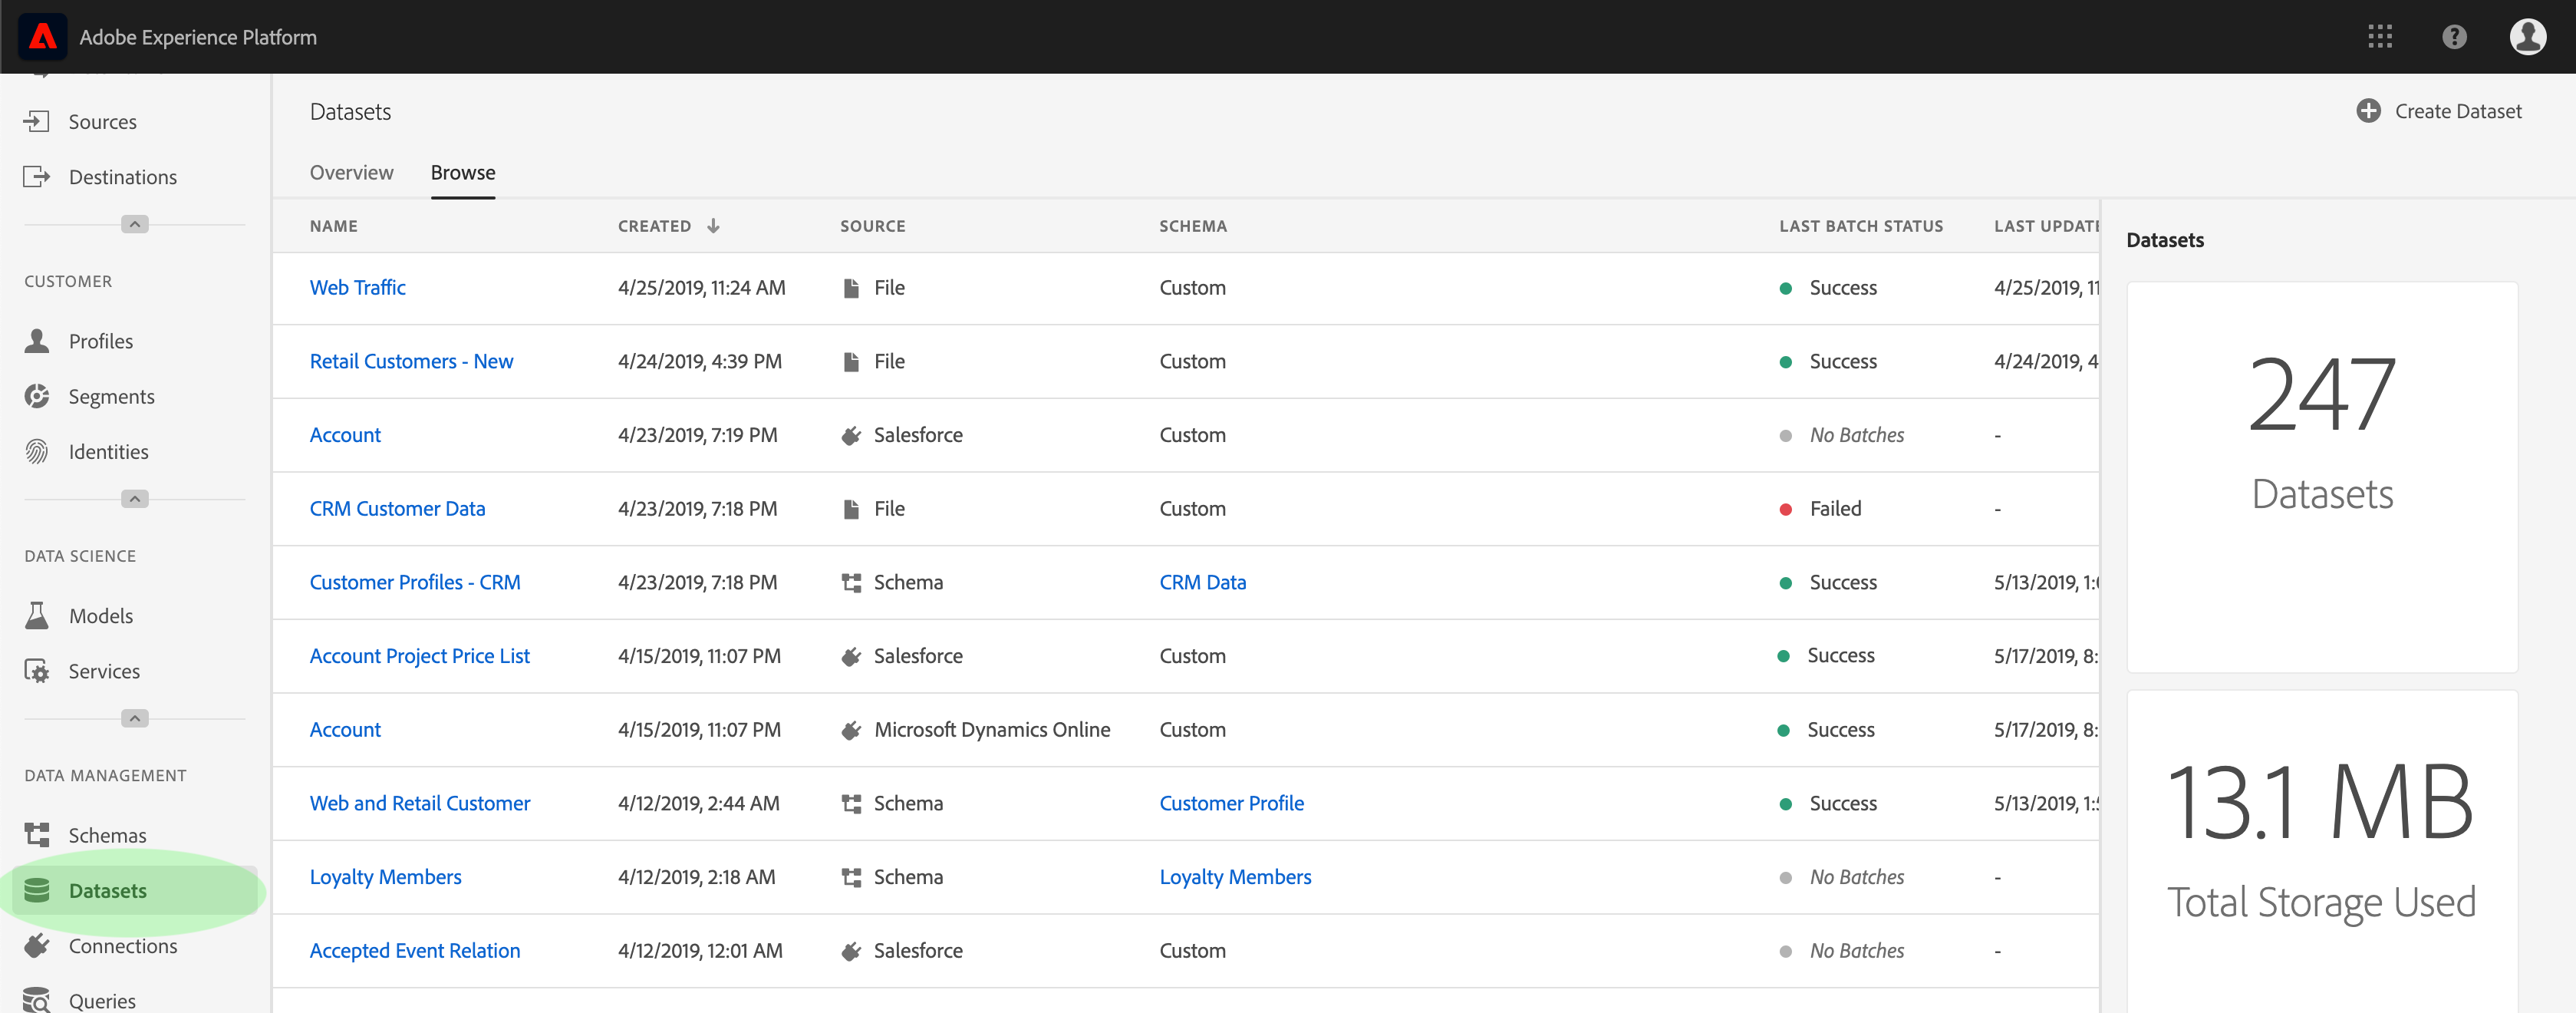 Adobe Experience Platform
Sources
Destinations
CUSTOMER
Profiles
Segments
Identities
DATA SCIENCE
Models
Services
DATA MANAGEMENT
Schemas
Datasets
Connections
Queries
Datasets
Create Dataset
Overview Browse
NAME CREATED SOURCE SCHEMA LAST BATCH STATUS LAST UPDATE
Web Traffic 4/25/2019, 11:24 AM File Custom Success 4/25/2019, 11
Retail Customers - New 4/24/2019, 4:39 PM File Custom Success 4/24/2019, 4
Account 4/23/2019, 7:19 PM Salesforce Custom No Batches -
CRM Customer Data 4/23/2019, 7:18 PM File Custom Failed -
Customer Profiles - CRM 4/23/2019, 7:18 PM Schema CRM Data Success 5/13/2019, 1:
Account Project Price List 4/15/2019, 11:07 PM Salesforce Custom Success 5/17/2019, 8:
Account 4/15/2019, 11:07 PM Microsoft Dynamics Online Custom Success 5/17/2019, 8:
Web and Retail Customer 4/12/2019, 2:44 AM Schema Customer Profile Success 5/13/2019, 1:
Loyalty Members 4/12/2019, 2:18 AM Schema Loyalty Members No Batches -
Accepted Event Relation 4/12/2019, 12:01 AM Salesforce Custom No Batches -
Datasets
247
Datasets
13.1 MB
Total Storage Used